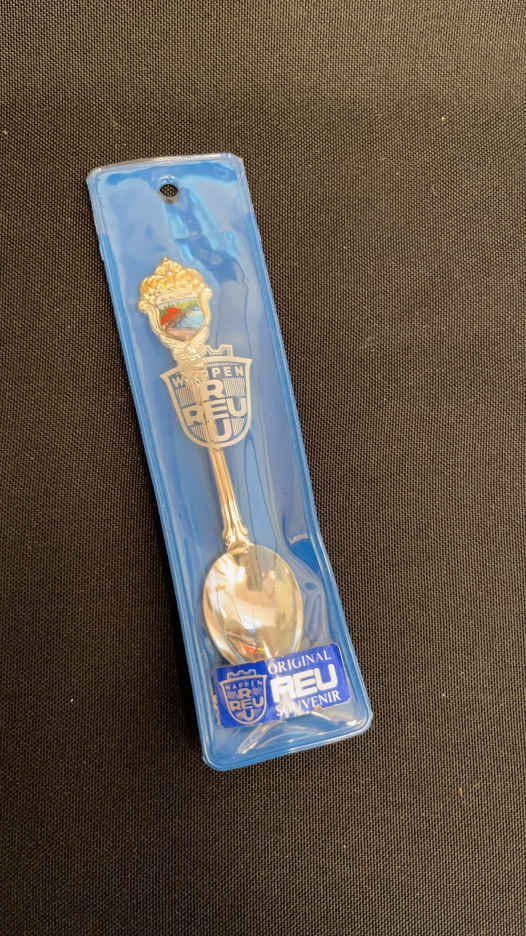 WAPPEN
R
REU
U
WAPPEN
R
REU
U
ORIGINAL
REU
SOUVENIR